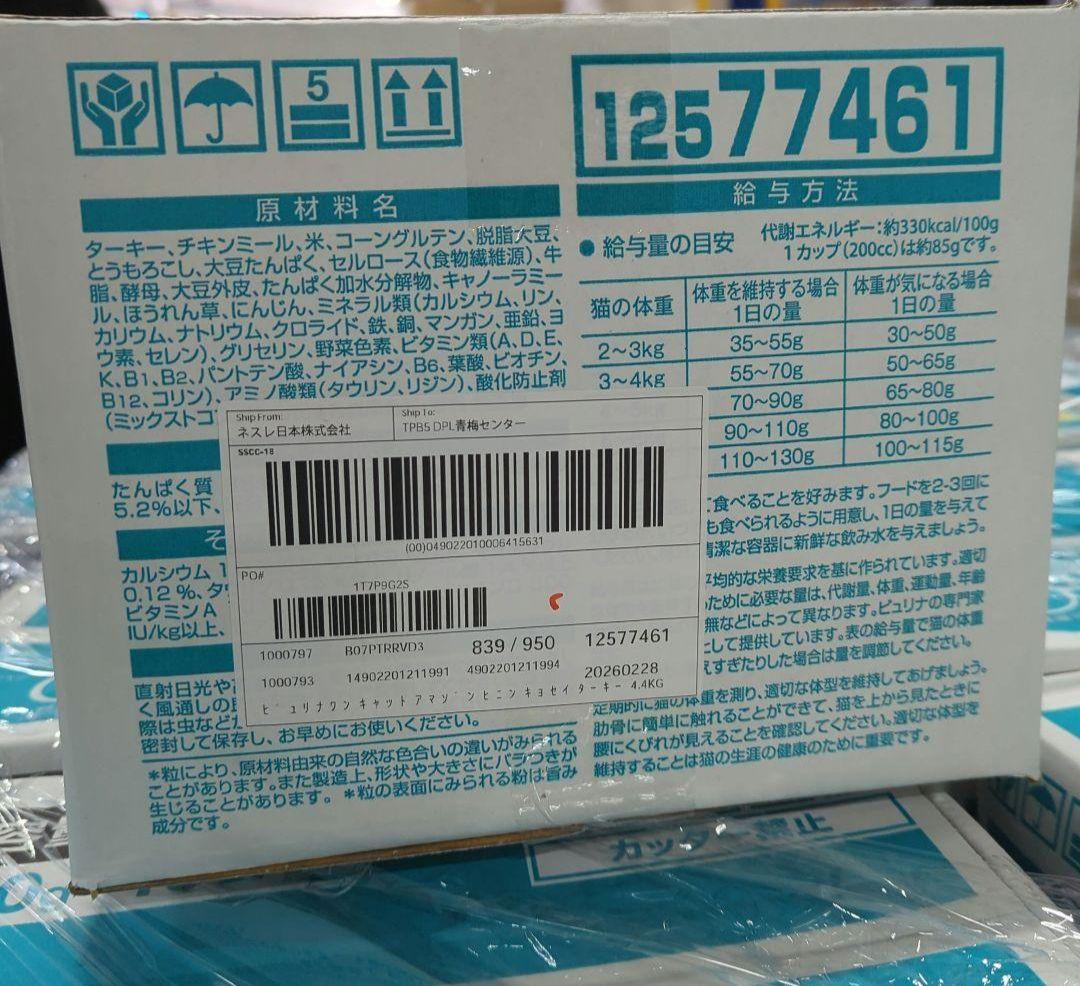 5
12577461
原材料名
ターキー、チキンミール、米、コーングルテン、脱脂大豆、
とうもろこし、大豆たんぱく、セルロース(食物繊維源)、牛
脂、酵母、大豆外皮、たんぱく加水分解物、キャノーラミー
ル、ほうれん草、にんじん、ミネラル類(カルシウム、リン、
カリウム、ナトリウム、クロライド、鉄、銅、マンガン、亜鉛、ヨ
ウ素、セレン)、グリセリン、野菜色素、ビタミン類(A、D、E、
K、B1、B2、パントテン酸、ナイアシン、B6、葉酸、ビオチン、
B12、コリン)、アミノ酸類(タウリン、リジン)、酸化防止剤
(ミックストコ
たんぱく質
5.2%以下、
そ
カルシウム 1
0.12 %、タ
ビタミンA
IU/kg以上、
直射日光や
く風通しの
際は虫など
密封して保存し、お早めにお使いください。
*粒により、原材料由来の自然な色合いの違いがみられる
ことがあります。また製造上、形状や大きさにバラつきが
生じることがあります。 *粒の表面にみられる粉は旨み
成分です。
給与方法
●給与量の目安
代謝エネルギー:約330kcal/100g
1カップ(200cc)は約85gです。
猫の体重 体重を維持する場合 1日の量 体重が気になる場合 1日の量
2〜3kg 35〜55g 30〜50g
3〜4kg 55〜70g 50〜65g
70〜90g 65〜80g
90〜110g 80〜100g
110〜130g 100〜115g
食べることを好みます。フードを2-3回に
も食べられるように用意し、1日の量を与えて
清潔な容器に新鮮な飲み水を与えましょう。
平均的な栄養要求を基に作られています。適切
ために必要な量は、代謝量、体重、運動量、年齢
無などによって異なります。ピュリナの専門家
として提供しています。表の給与量で猫の体重
えすぎたりした場合は量を調節してください。
定期的に猫の体重を測り、適切な体型を維持してあげましょう。
肋骨に簡単に触れることができて、猫を上から見たときに
腰にくびれが見えることを確認してください。適切な体型を
維持することは猫の生涯の健康のために重要です。
Ship From:
ネスレ日本株式会社
Ship To:
TPB5 DPL青梅センター
SSCC-18
(00)049022010006415631
PO#
1T7P9G2S
1000797 B07PTRRVD3 839 / 950 12577461
1000793 14902201211991 4902201211994 20260228
ピュリナワン キャット アマゾン ヒニンキョセイ ターキー 4.4KG
カッター禁止